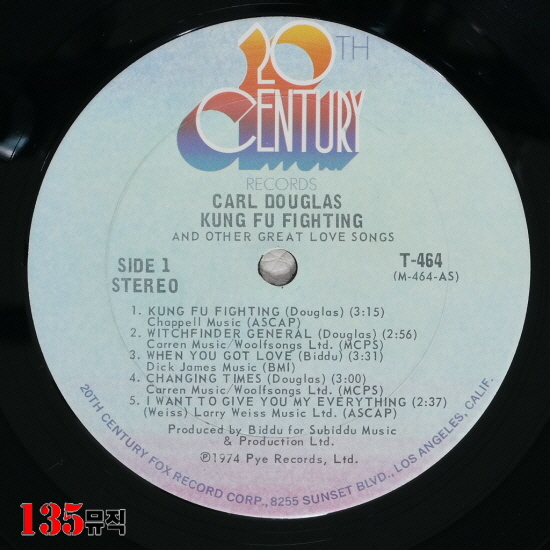 20TH
CENTURY
RECORDS
CARL DOUGLAS
KUNG FU FIGHTING
AND OTHER GREAT LOVE SONGS
SIDE 1
STEREO
T-464
(M-464-AS)
1. KUNG FU FIGHTING (Douglas) (3:15)
Chappell Music (ASCAP)
2. WITCHFINDER GENERAL (Douglas) (2:56)
Carren Music/Woolfsongs Ltd. (MCPS)
3. WHEN YOU GOT LOVE (Biddu) (3:31)
Dick James Music (BMI)
4. CHANGING TIMES (Douglas) (3:00)
Carren Music/Woolfsongs Ltd. (MCPS)
5. I WANT TO GIVE YOU MY EVERYTHING (2:37)
(Weiss) Larry Weiss Music Ltd. (ASCAP)
Produced by Biddu for Subiddu Music
& Production Ltd.
℗1974 Pye Records, Ltd.
20TH CENTURY FOX RECORD CORP., 8255 SUNSET BLVD., LOS ANGELES, CALIF.
135뮤직